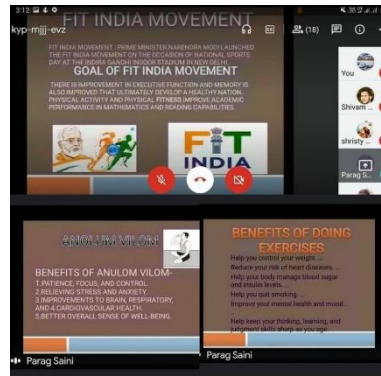 3:12
kyp-mjjj-evz
(18)
FIT INDIA MOVEMENT
FIT INDIA MOVEMENT : PRIME MINISTER NARENDRA MODI LAUNCHED
THE FIT INDIA MOVEMENT ON THE OCCASION OF NATIONAL SPORTS
DAY AT THE INDIRA GANDHI INDOOR STADIUM IN NEW DELHI.
GOAL OF FIT INDIA MOVEMENT
THERE IS IMPROVEMENT IN EXECUTIVE FUNCTION AND MEMORY. IS
ALSO IMPROVED THAT ULTIMATELY DEVELOP A HEALTHY NATION.
PHYSICAL ACTIVITY AND PHYSICAL FITNESS IMPROVE ACADEMIC
PERFORMANCE IN MATHEMATICS AND READING CAPABILITIES.
FIT
INDIA
You
Shivam ...
shristy ...
Parag S...
ANOLUM VILOM
BENEFITS OF ANULOM VILOM-
1.PATIENCE, FOCUS, AND CONTROL.
2.RELIEVING STRESS AND ANXIETY.
3.IMPROVEMENTS TO BRAIN, RESPIRATORY,
AND 4.CARDIOVASCULAR HEALTH.
5.BETTER OVERALL SENSE OF WELL-BEING.
Parag Saini
BENEFITS OF DOING
EXERCISES
Help you control your weight. ...
Reduce your risk of heart diseases. ...
Help your body manage blood sugar
and insulin levels. ...
Help you quit smoking. ...
Improve your mental health and mood.
...
Help keep your thinking, learning, and
judgment skills sharp as you age.
Parag Saini